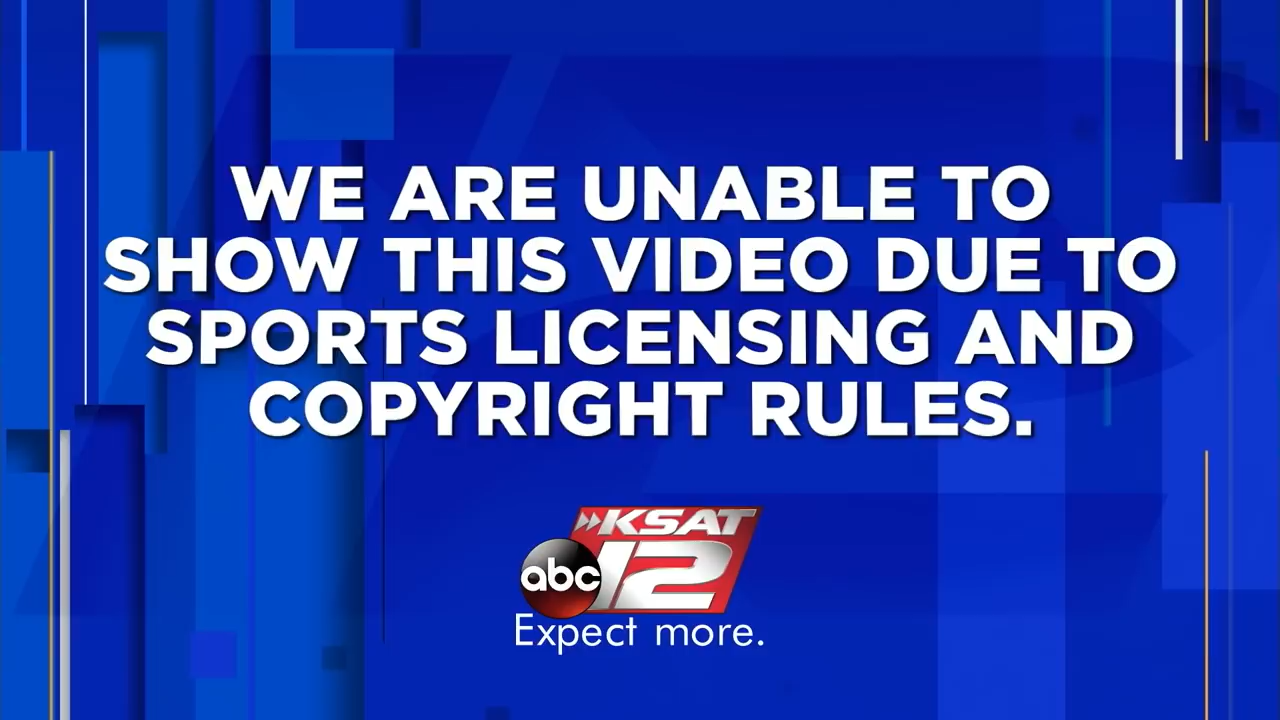 WE ARE UNABLE TO
SHOW THIS VIDEO DUE TO
SPORTS LICENSING AND
COPYRIGHT RULES.
KSAT
abc 12
Expect more.